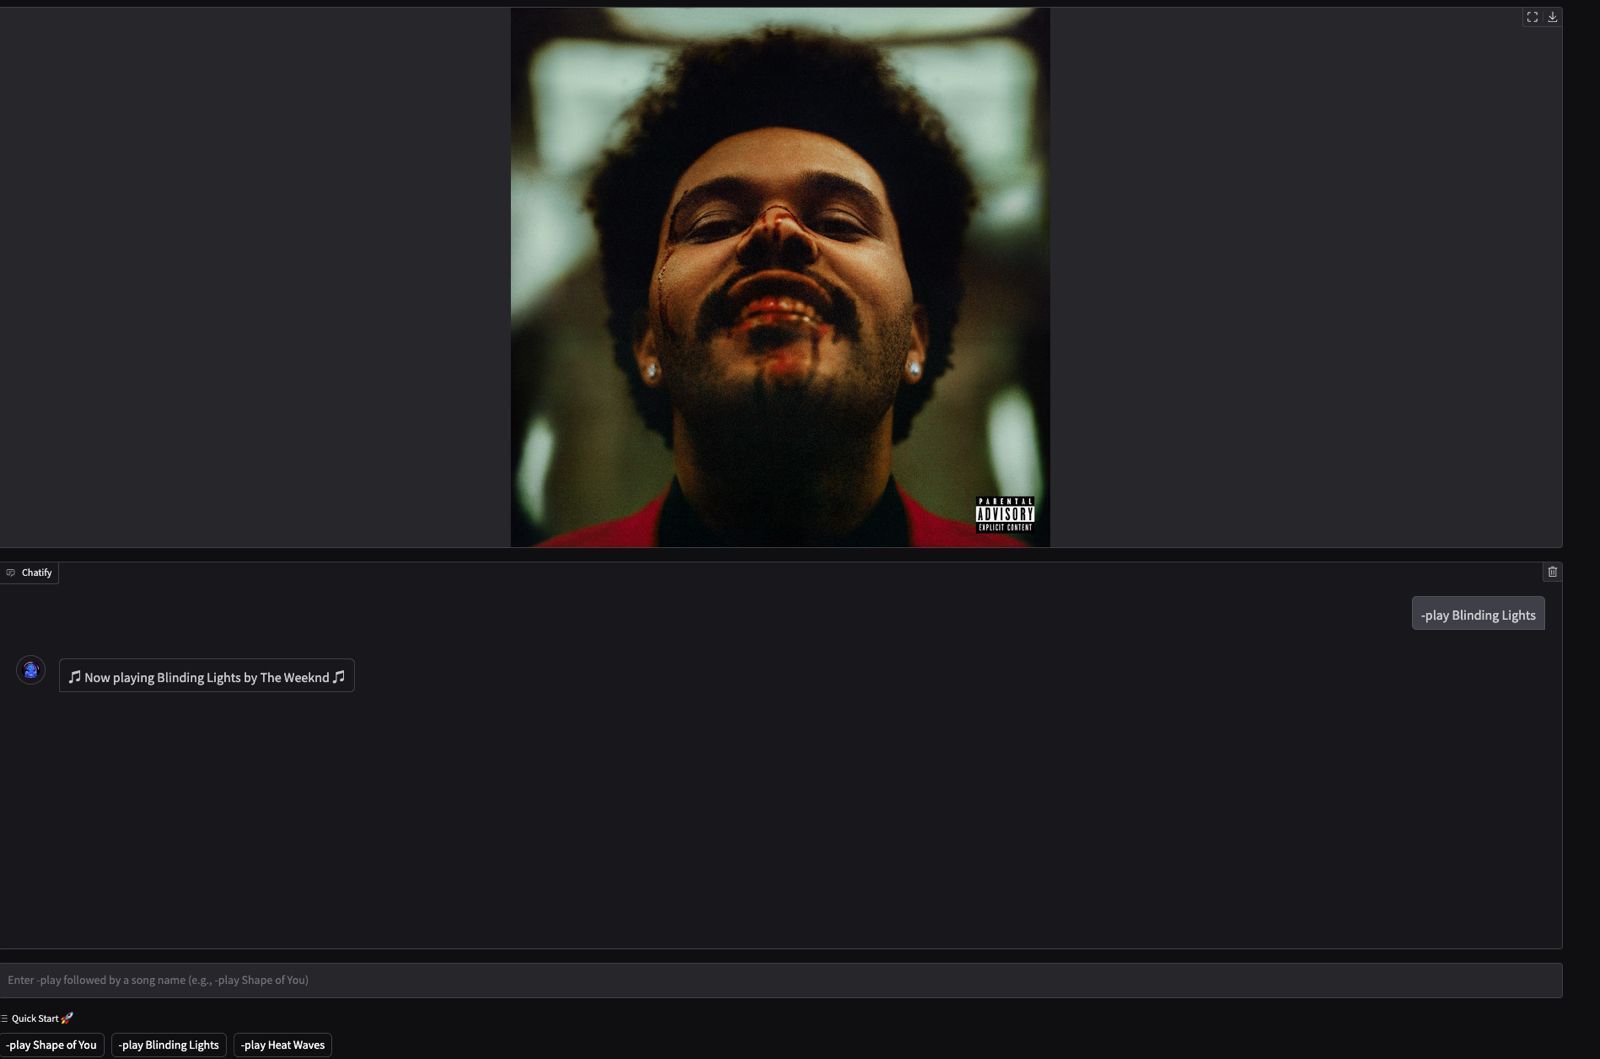 PARENTAL
ADVISORY
EXPLICIT CONTENT
Chatify
-play Blinding Lights
🎵 Now playing Blinding Lights by The Weeknd 🎵
Enter -play followed by a song name (e.g., -play Shape of You)
Quick Start 🚀
-play Shape of You
-play Blinding Lights
-play Heat Waves